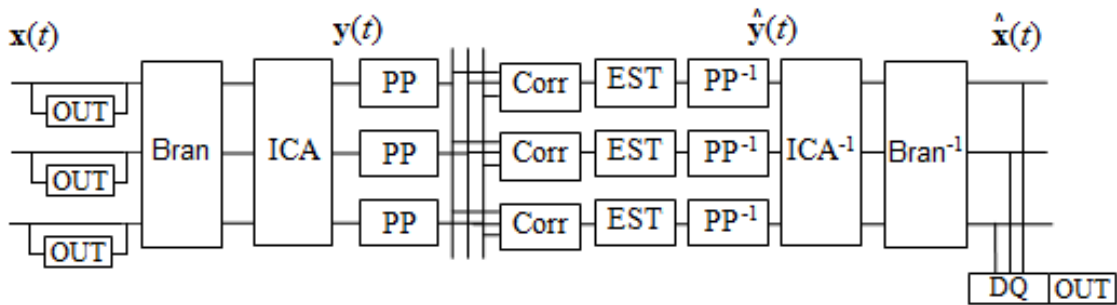 x(t) y(t) ŷ(t) x̂(t)
OUT PP Corr EST PP⁻¹
Bran ICA ICA⁻¹ Bran⁻¹
OUT PP Corr EST PP⁻¹
OUT PP Corr EST PP⁻¹
DQ OUT